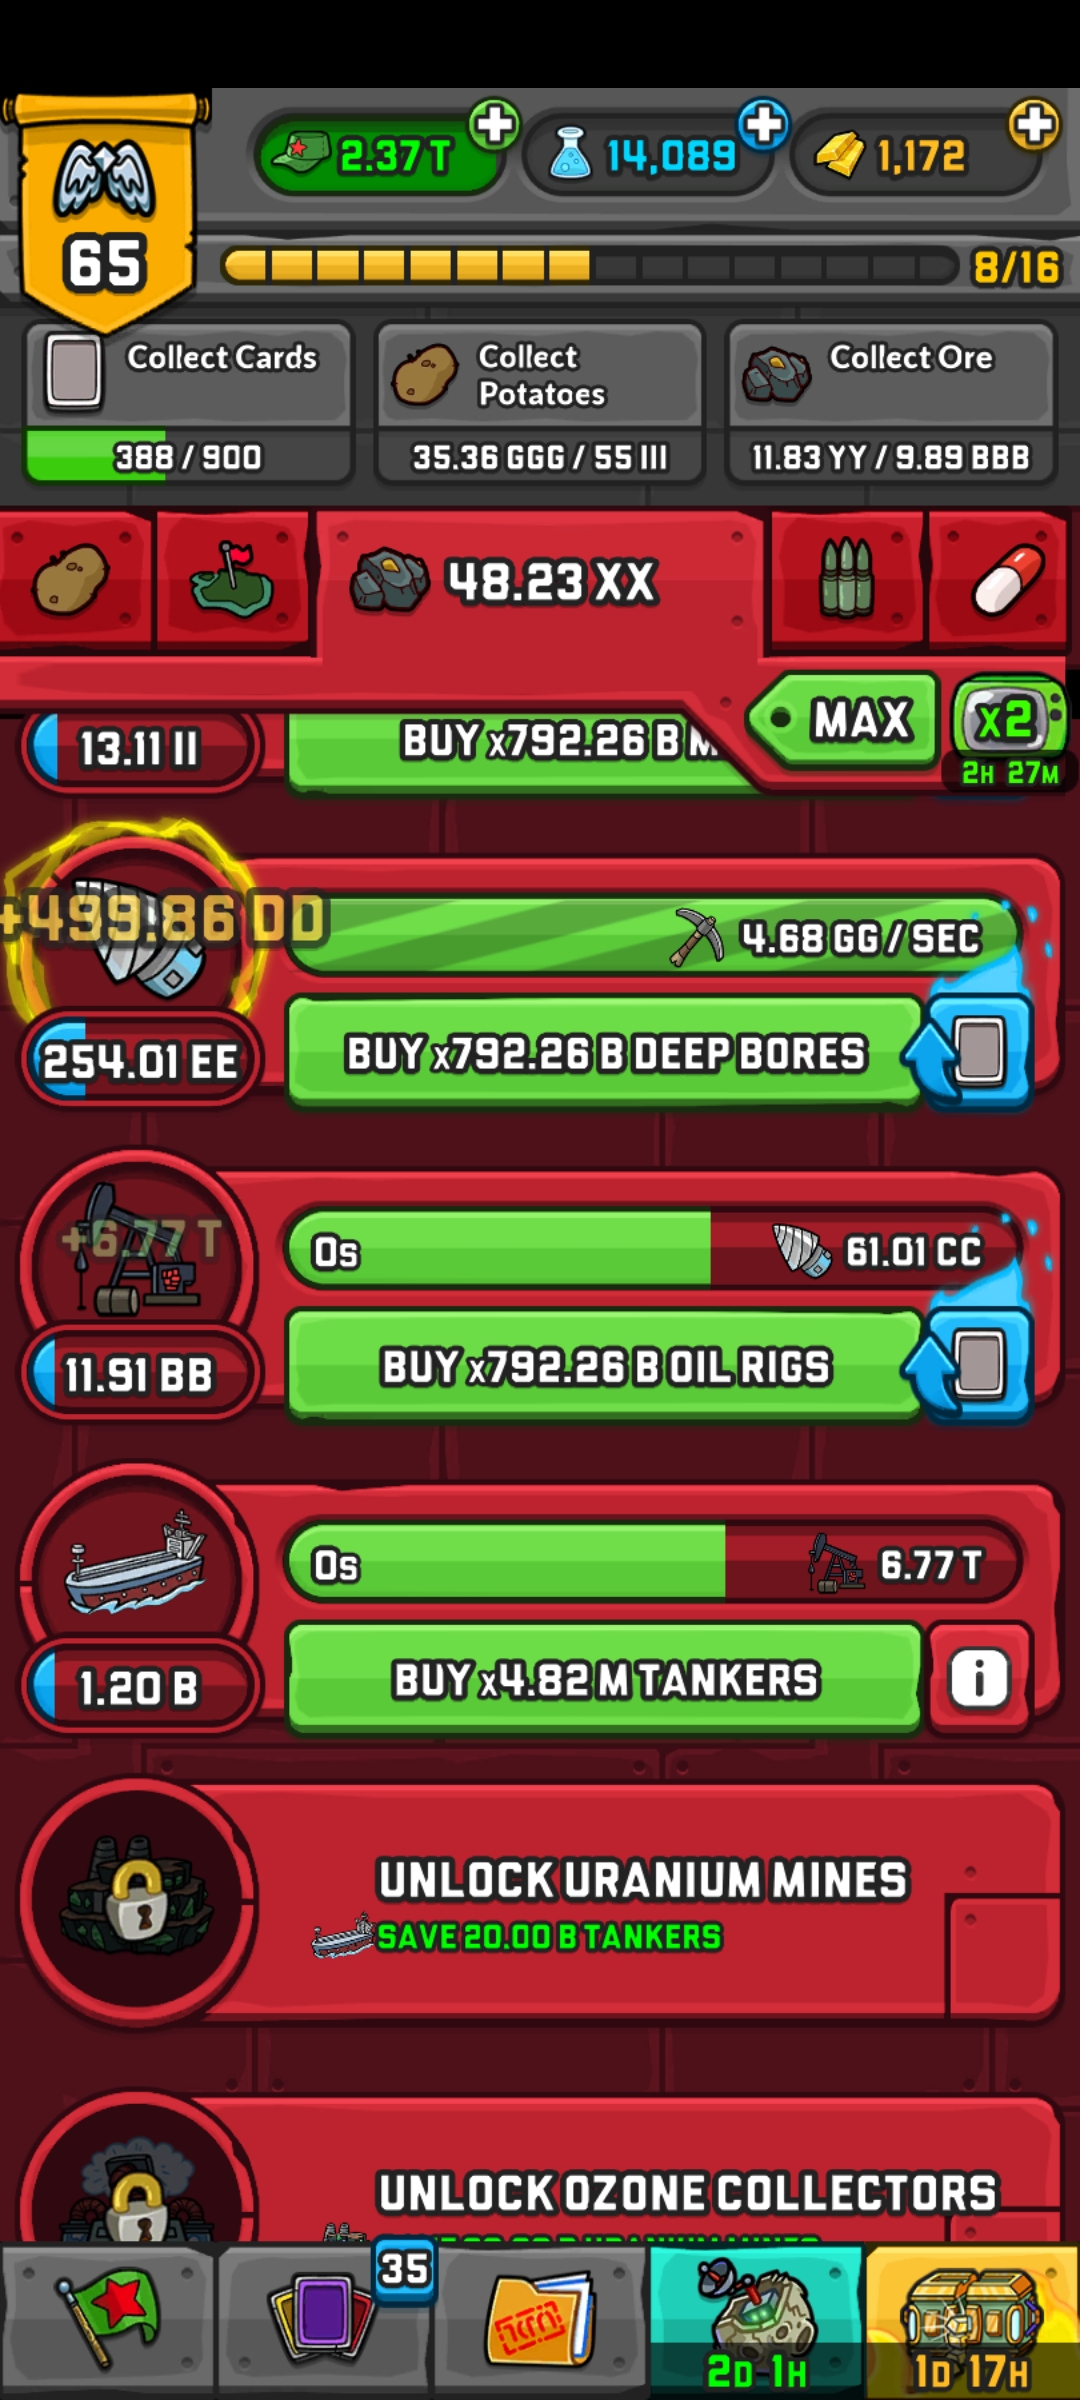 2.37 T
14,089
1,172
65
8/16
Collect Cards
388 / 900
Collect
Potatoes
35.36 GGG / 55 III
Collect Ore
11.83 YY / 9.89 BBB
48.23 XX
MAX
x2
2H 27M
13.11 II
BUY x792.26 B
+499.86 DD
4.68 GG / SEC
254.01 EE
BUY x792.26 B DEEP BORES
+6.77 T
0s
61.01 CC
11.91 BB
BUY x792.26 B OIL RIGS
0s
6.77 T
1.20 B
BUY x4.82 M TANKERS
i
UNLOCK URANIUM MINES
SAVE 20.00 B TANKERS
UNLOCK OZONE COLLECTORS
35
2D 1H
1D 17H